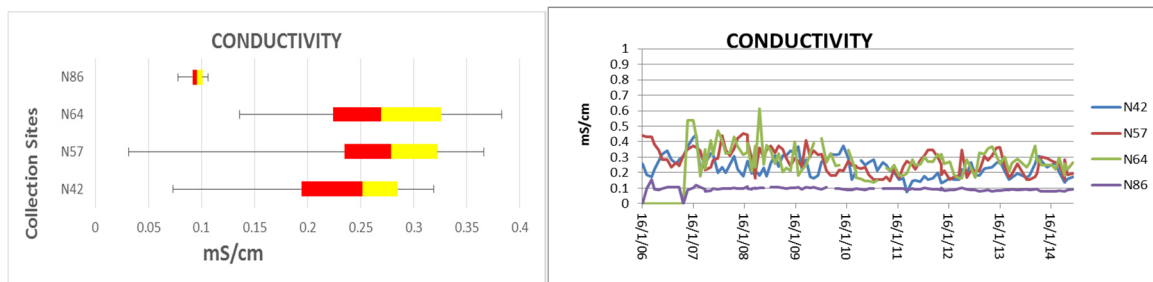 CONDUCTIVITY
Collection Sites
N86
N64
N57
N42
0 0.05 0.1 0.15 0.2 0.25 0.3 0.35 0.4
mS/cm
CONDUCTIVITY
mS/cm
1
0.9
0.8
0.7
0.6
0.5
0.4
0.3
0.2
0.1
0
16/1/06
16/1/07
16/1/08
16/1/09
16/1/10
16/1/11
16/1/12
16/1/13
16/1/14
N42
N57
N64
N86